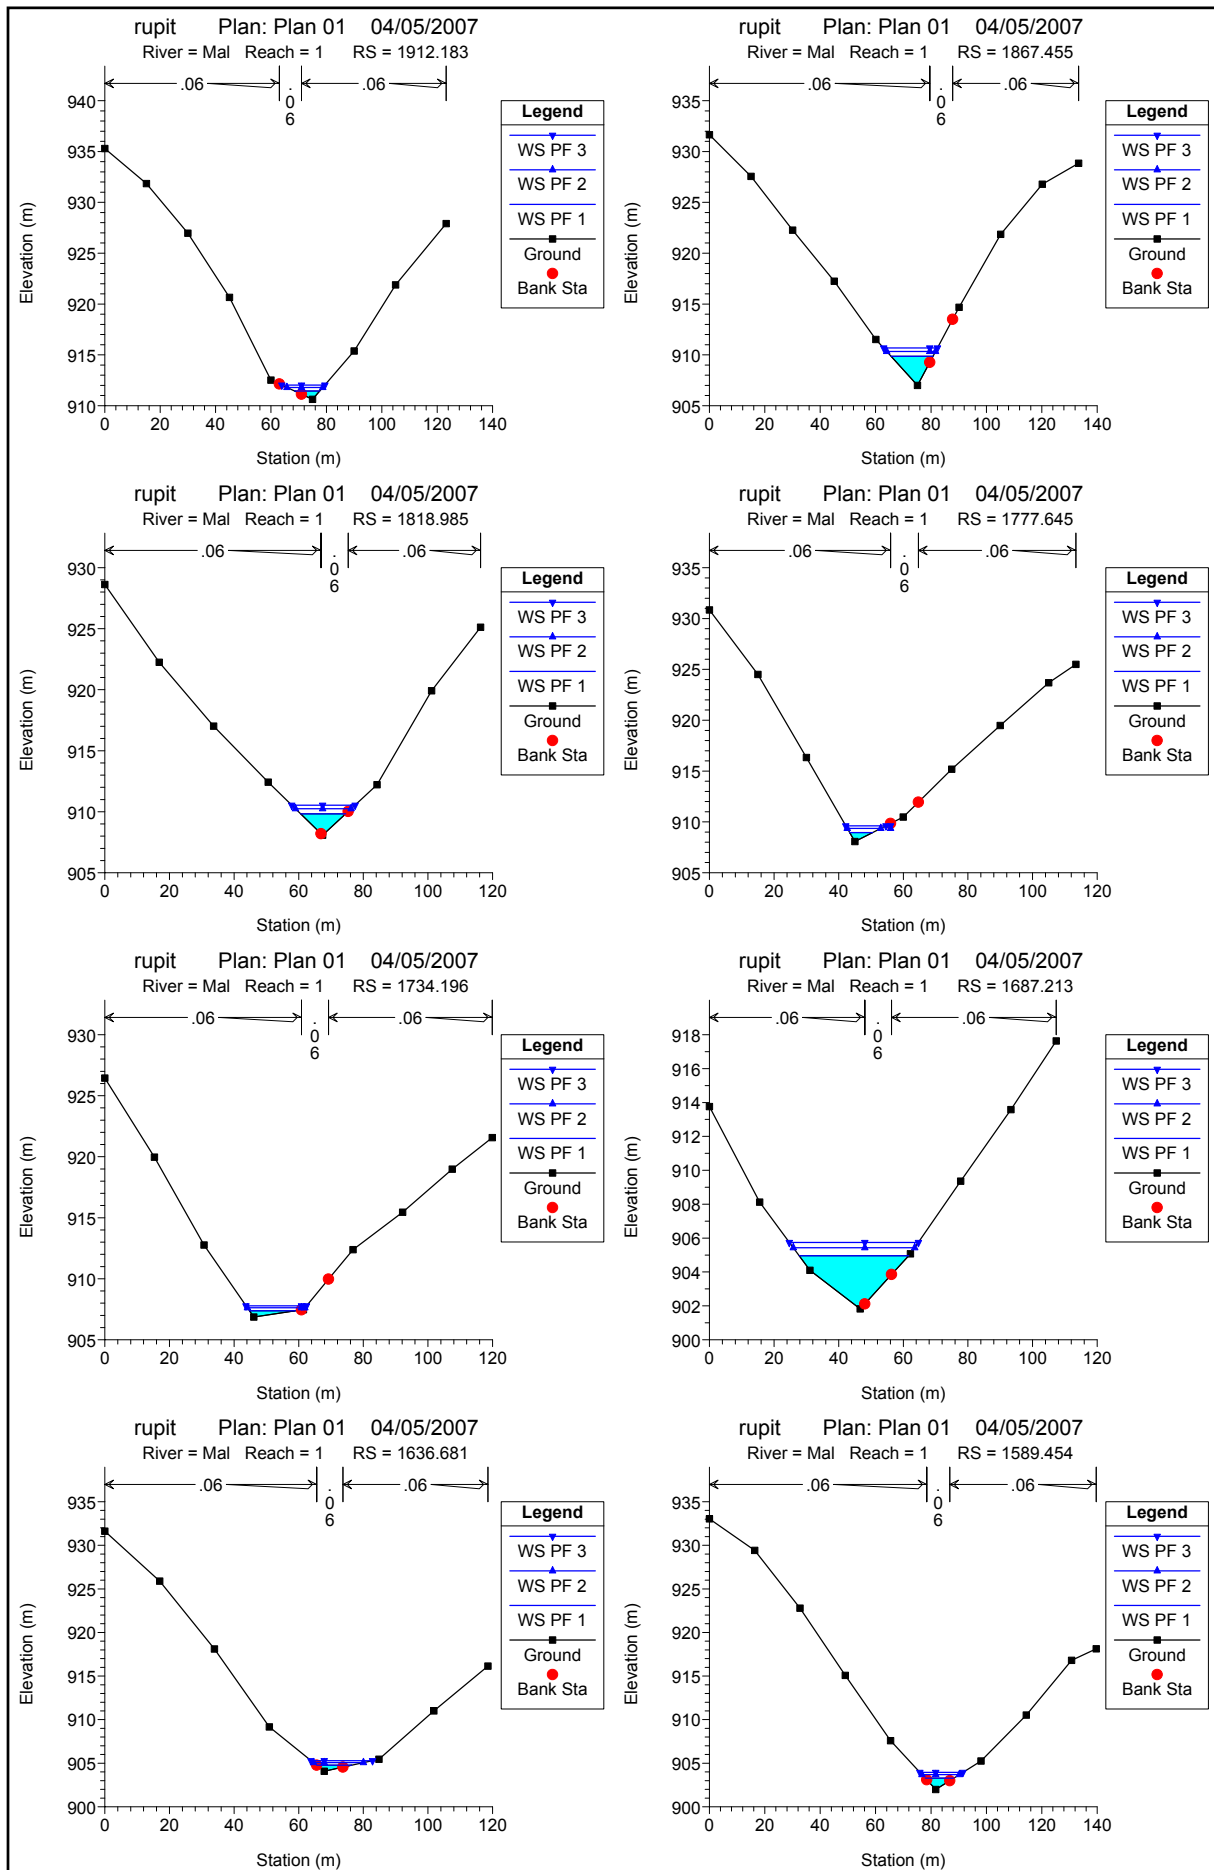 rupit Plan: Plan 01 04/05/2007
River = Mal Reach = 1 RS = 1912.183
.06 .06 .06
Elevation (m)
940
935
930
925
920
915
910
0 20 40 60 80 100 120 140
Station (m)
Legend
WS PF 3
WS PF 2
WS PF 1
Ground
Bank Sta
rupit Plan: Plan 01 04/05/2007
River = Mal Reach = 1 RS = 1867.455
.06 .06 .06
Elevation (m)
935
930
925
920
915
910
905
0 20 40 60 80 100 120 140
Station (m)
Legend
WS PF 3
WS PF 2
WS PF 1
Ground
Bank Sta
rupit Plan: Plan 01 04/05/2007
River = Mal Reach = 1 RS = 1818.985
.06 .06 .06
Elevation (m)
930
925
920
915
910
905
0 20 40 60 80 100 120
Station (m)
Legend
WS PF 3
WS PF 2
WS PF 1
Ground
Bank Sta
rupit Plan: Plan 01 04/05/2007
River = Mal Reach = 1 RS = 1777.645
.06 .06 .06
Elevation (m)
935
930
925
920
915
910
905
0 20 40 60 80 100 120
Station (m)
Legend
WS PF 3
WS PF 2
WS PF 1
Ground
Bank Sta
rupit Plan: Plan 01 04/05/2007
River = Mal Reach = 1 RS = 1734.196
.06 .06 .06
Elevation (m)
930
925
920
915
910
905
0 20 40 60 80 100 120
Station (m)
Legend
WS PF 3
WS PF 2
WS PF 1
Ground
Bank Sta
rupit Plan: Plan 01 04/05/2007
River = Mal Reach = 1 RS = 1687.213
.06 .06 .06
Elevation (m)
918
916
914
912
910
908
906
904
902
900
0 20 40 60 80 100 120
Station (m)
Legend
WS PF 3
WS PF 2
WS PF 1
Ground
Bank Sta
rupit Plan: Plan 01 04/05/2007
River = Mal Reach = 1 RS = 1636.681
.06 .06 .06
Elevation (m)
935
930
925
920
915
910
905
900
0 20 40 60 80 100 120
Station (m)
Legend
WS PF 3
WS PF 2
WS PF 1
Ground
Bank Sta
rupit Plan: Plan 01 04/05/2007
River = Mal Reach = 1 RS = 1589.454
.06 .06 .06
Elevation (m)
935
930
925
920
915
910
905
900
0 20 40 60 80 100 120 140
Station (m)
Legend
WS PF 3
WS PF 2
WS PF 1
Ground
Bank Sta